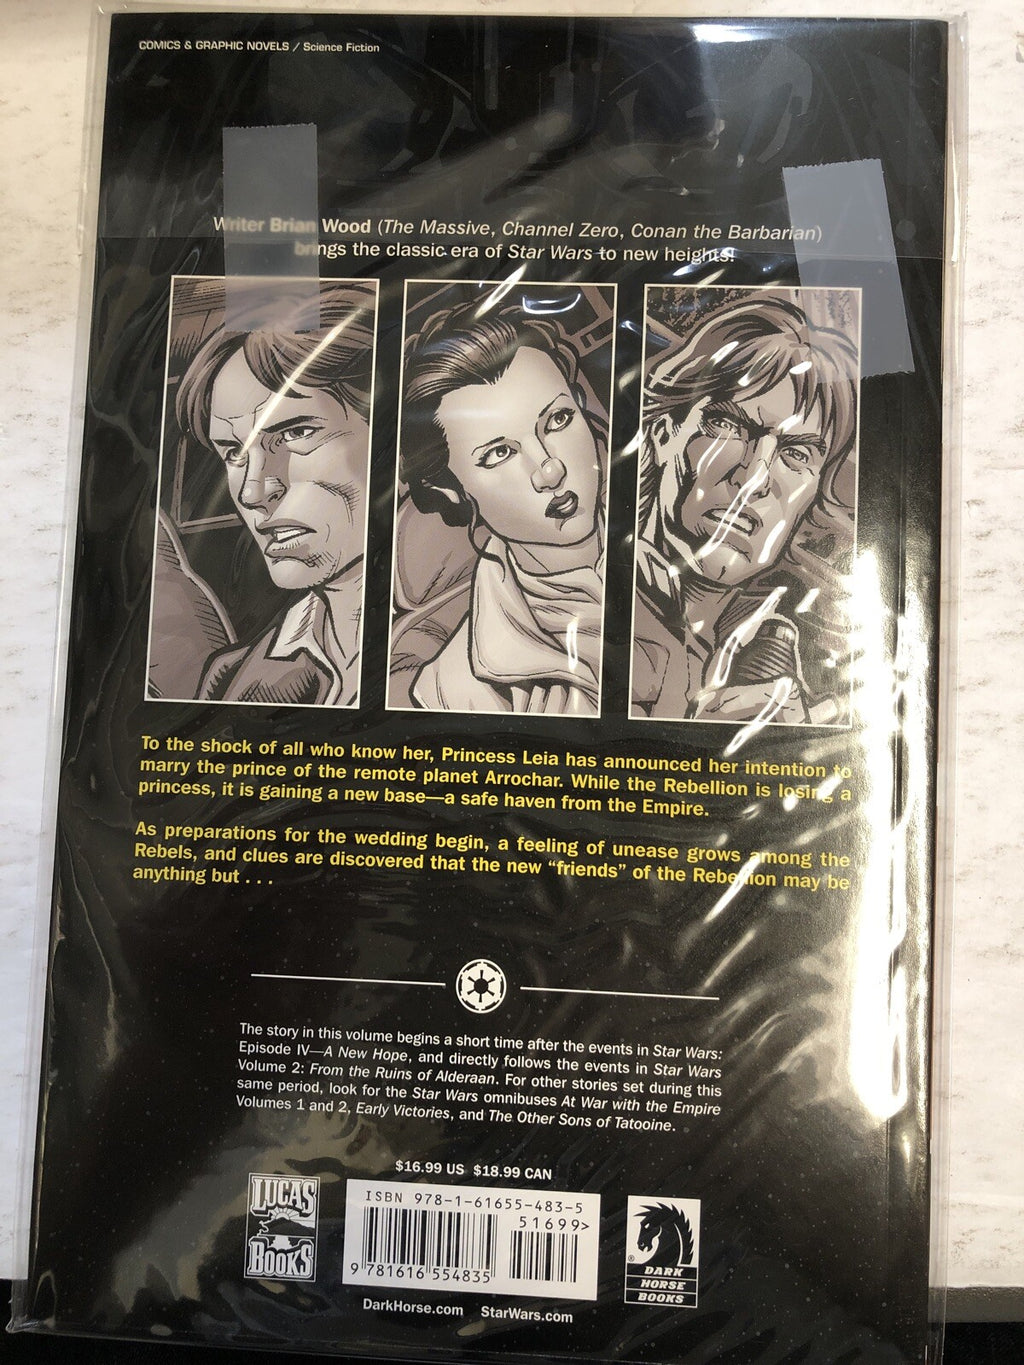 COMICS & GRAPHIC NOVELS / Science Fiction
Writer Brian Wood (The Massive, Channel Zero, Conan the Barbarian)
brings the classic era of Star Wars to new heights!
To the shock of all who know her, Princess Leia has announced her intention to
marry the prince of the remote planet Arrochar. While the Rebellion is losing a
princess, it is gaining a new base—a safe haven from the Empire.
As preparations for the wedding begin, a feeling of unease grows among the
Rebels, and clues are discovered that the new “friends” of the Rebellion may be
anything but . . .
The story in this volume begins a short time after the events in Star Wars:
Episode IV—A New Hope, and directly follows the events in Star Wars
Volume 2: From the Ruins of Alderaan. For other stories set during this
same period, look for the Star Wars omnibuses At War with the Empire
Volumes 1 and 2, Early Victories, and The Other Sons of Tatooine.
$16.99 US $18.99 CAN
LUCAS
BOOKS
ISBN 978-1-61655-483-5
51699>
9 781616 554835
®
DARK
HORSE
BOOKS
DarkHorse.com StarWars.com